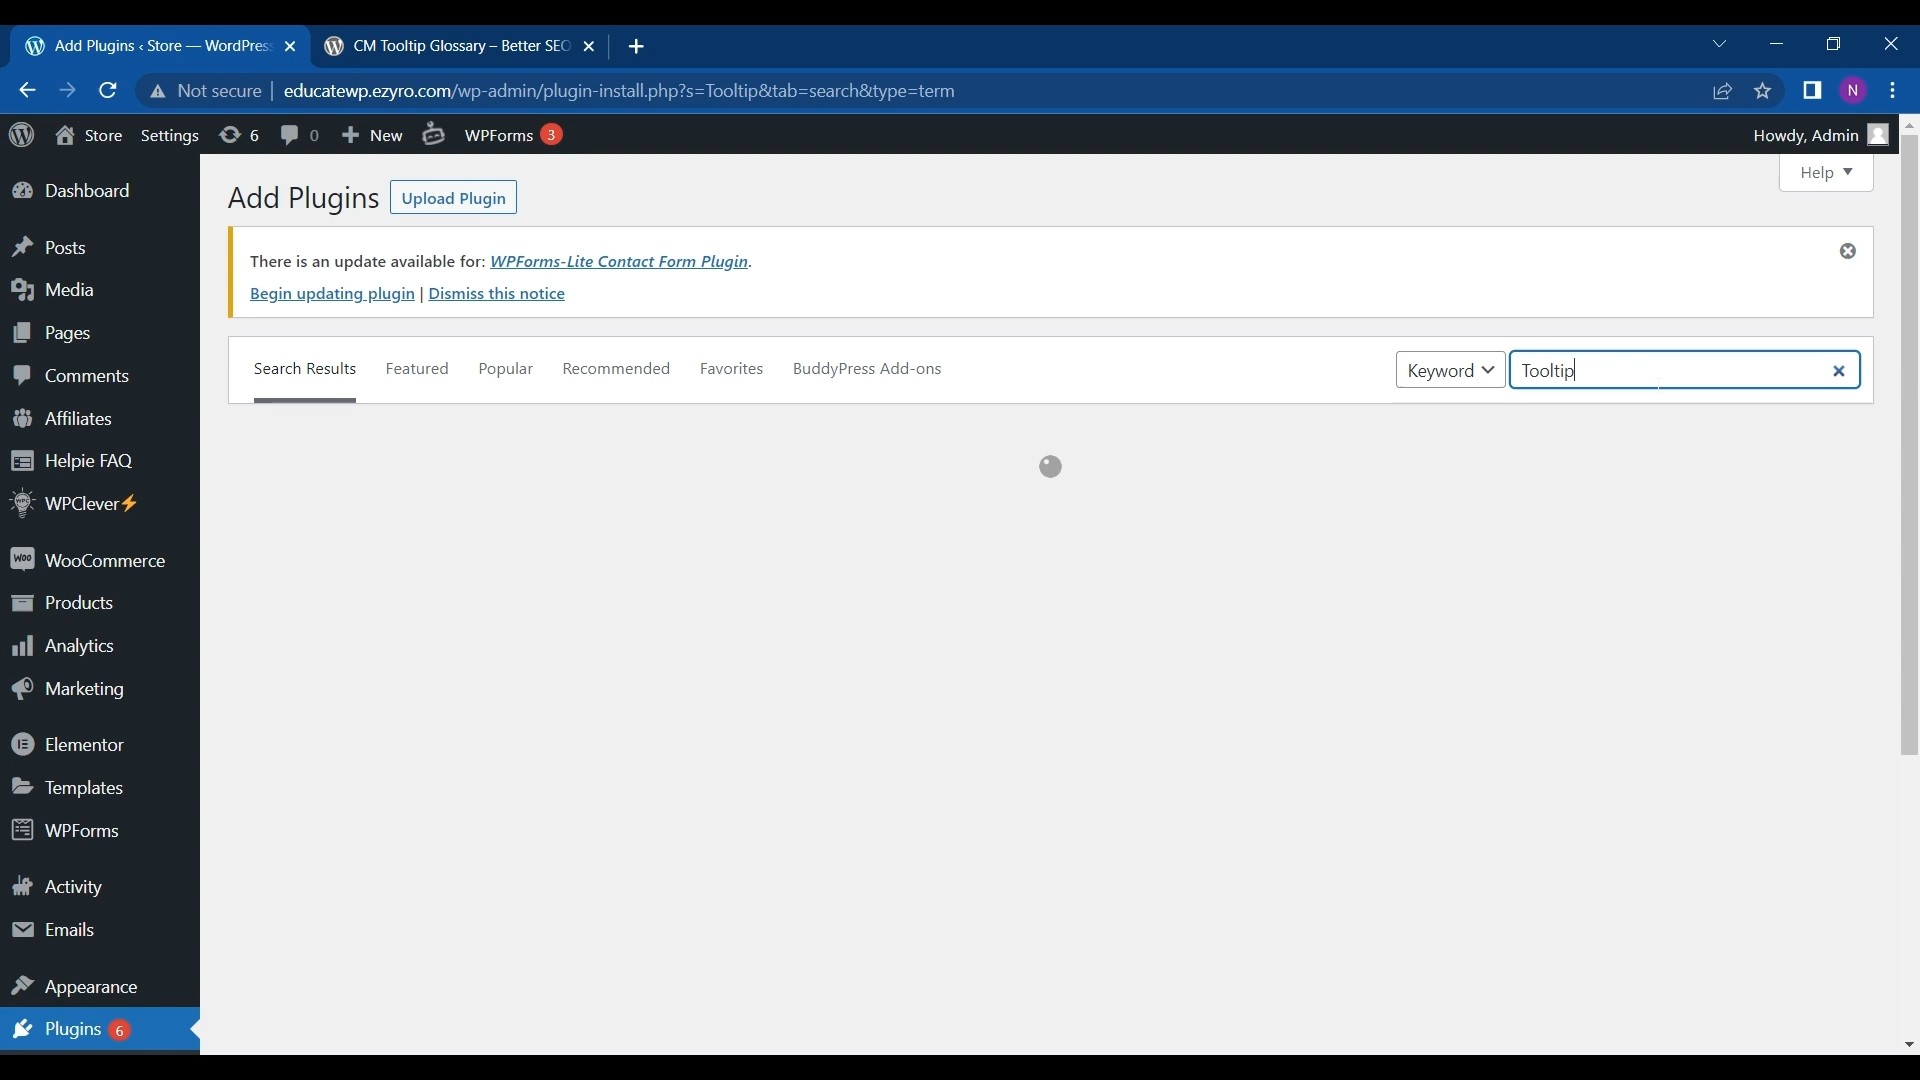 Add Plugins ‹ Store — WordPress
CM Tooltip Glossary – Better SEO
Not secure educatewp.ezyro.com/wp-admin/plugin-install.php?s=Tooltip&tab=search&type=term
N
Store Settings 6 0 New WPForms 3 Howdy, Admin
Help
Add Plugins Upload Plugin
There is an update available for: WPForms-Lite Contact Form Plugin.
Begin updating plugin | Dismiss this notice
Search Results Featured Popular Recommended Favorites BuddyPress Add-ons Keyword Tooltip
Dashboard
Posts
Media
Pages
Comments
Affiliates
Helpie FAQ
WPClever⚡
WooCommerce
Products
Analytics
Marketing
Elementor
Templates
WPForms
Activity
Emails
Appearance
Plugins 6